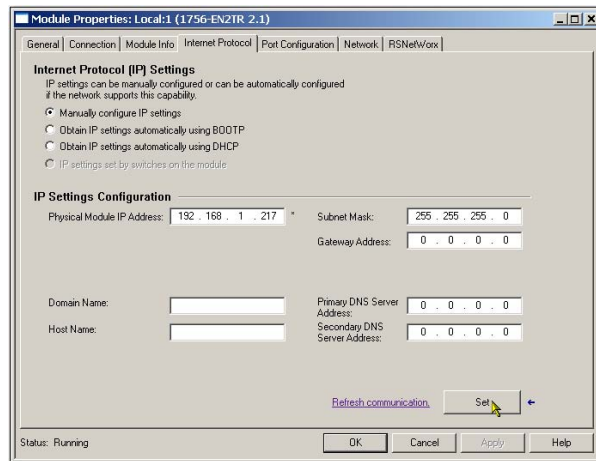 Module Properties: Local:1 (1756-EN2TR 2.1)
General Connection Module Info Internet Protocol Port Configuration Network RSNetWorx
Internet Protocol (IP) Settings
IP settings can be manually configured or can be automatically configured
if the network supports this capability.
Manually configure IP settings
Obtain IP settings automatically using BOOTP
Obtain IP settings automatically using DHCP
IP settings set by switches on the module
IP Settings Configuration
Physical Module IP Address: 192 . 168 . 1 . 217 * Subnet Mask: 255 . 255 . 255 . 0
Gateway Address: 0 . 0 . 0 . 0
Domain Name: Primary DNS Server
Address: 0 . 0 . 0 . 0
Host Name: Secondary DNS
Server Address: 0 . 0 . 0 . 0
Refresh communication. Set
Status: Running OK Cancel Apply Help